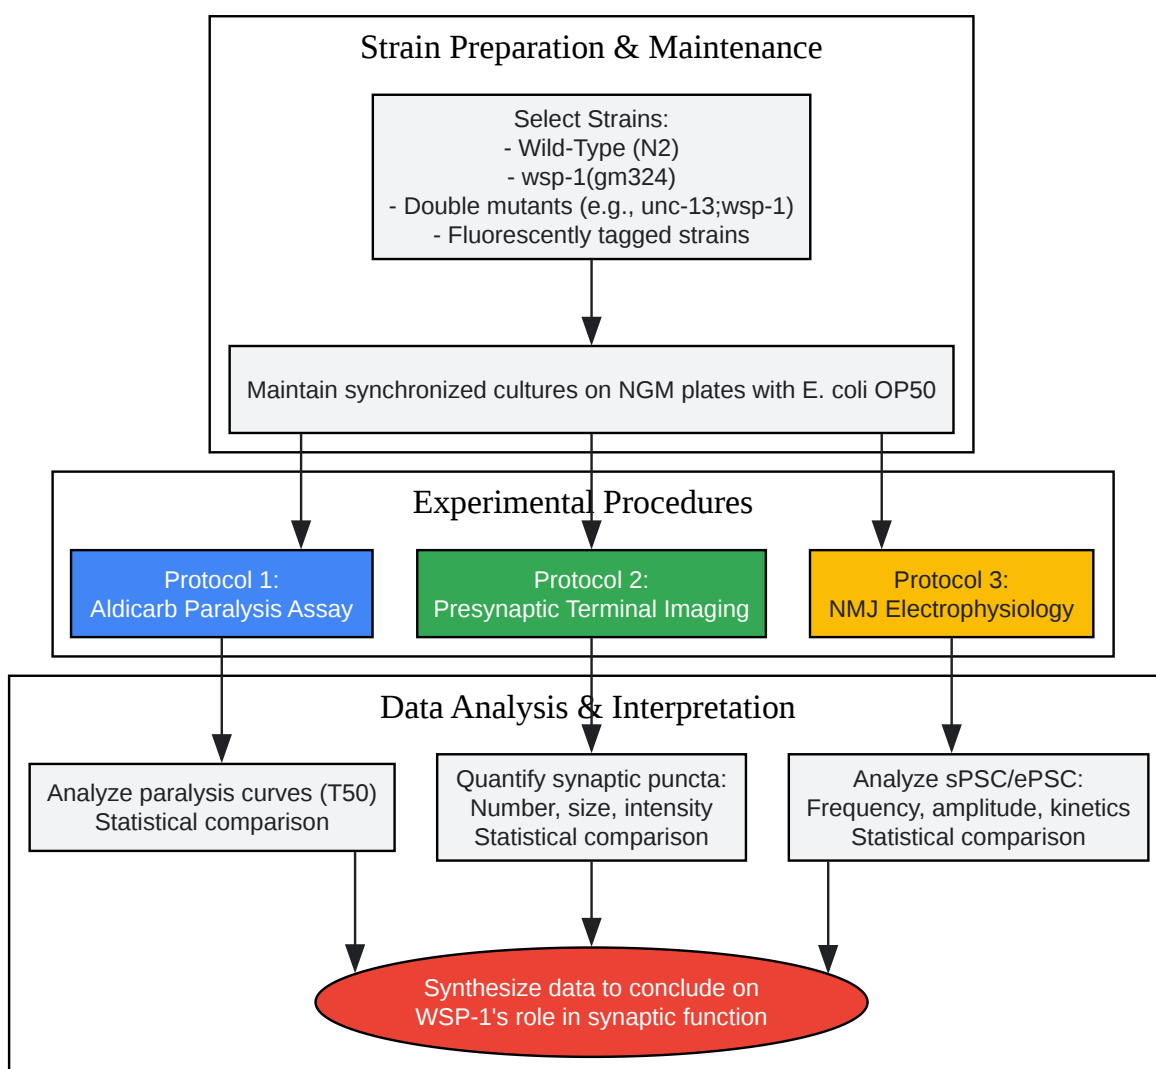 Strain Preparation & Maintenance
Select Strains:
- Wild-Type (N2)
- wsp-1(gm324)
- Double mutants (e.g., unc-13;wsp-1)
- Fluorescently tagged strains
Maintain synchronized cultures on NGM plates with E. coli OP50
Experimental Procedures
Protocol 1:
Aldicarb Paralysis Assay
Protocol 2:
Presynaptic Terminal Imaging
Protocol 3:
NMJ Electrophysiology
Data Analysis & Interpretation
Analyze paralysis curves (T50)
Statistical comparison
Quantify synaptic puncta:
Number, size, intensity
Statistical comparison
Analyze sPSC/ePSC:
Frequency, amplitude, kinetics
Statistical comparison
Synthesize data to conclude on
WSP-1's role in synaptic function